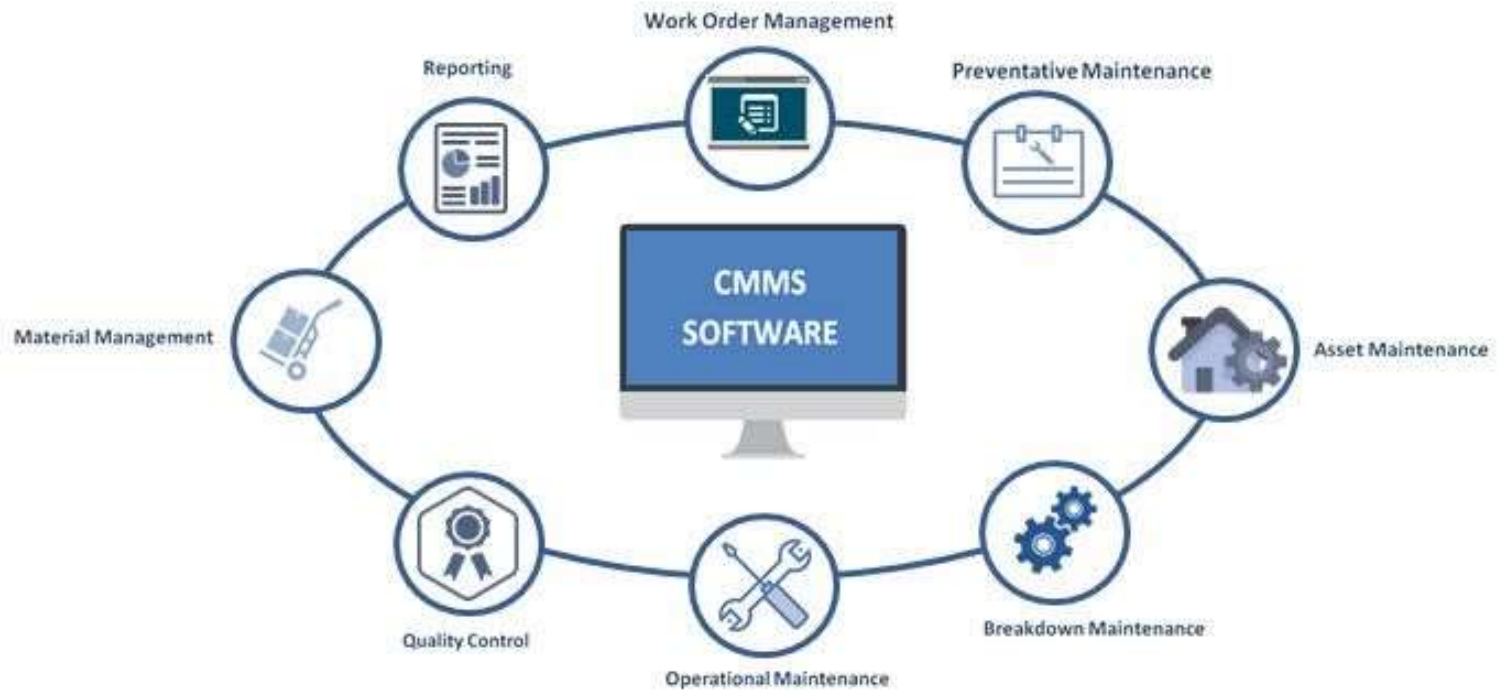 Work Order Management
Reporting
Preventative Maintenance
CMMS
SOFTWARE
Material Management
Asset Maintenance
Quality Control
Breakdown Maintenance
Operational Maintenance